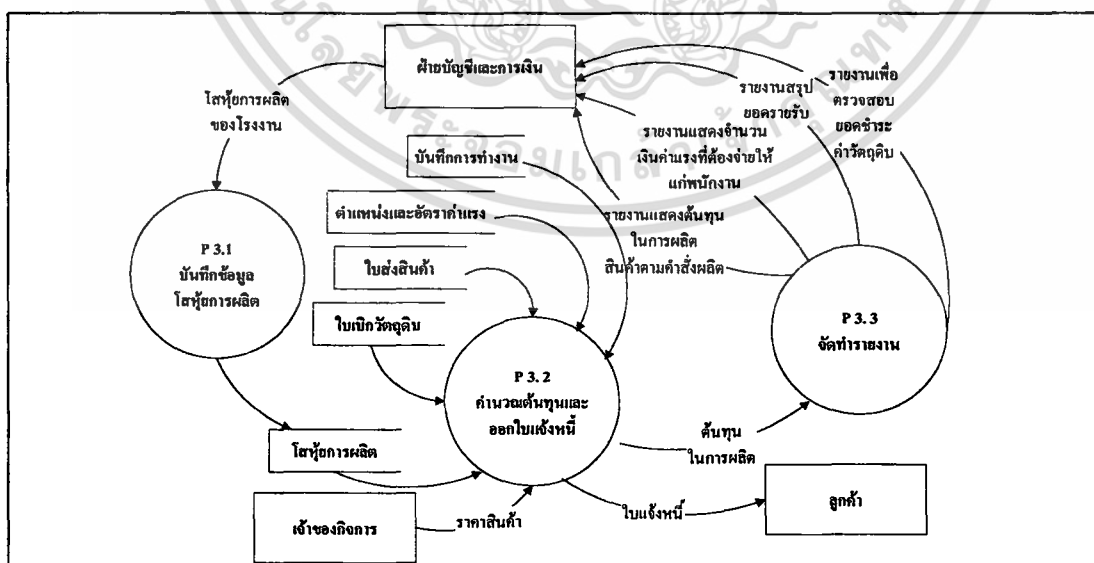 ฝ่ายบัญชีและการเงิน
โสหุ้ยการผลิต
ของโรงงาน
รายงานสรุป
ยอดรายรับ
รายงานเพื่อ
ตรวจสอบ
ยอดชำระ
ค่าวัตถุดิบ
รายงานแสดงจำนวน
เงินค่าแรงที่ต้องจ่ายให้
แก่พนักงาน
บันทึกการทำงาน
ตำแหน่งและอัตราค่าแรง
รายงานแสดงต้นทุน
ในการผลิต
สินค้าตามคำสั่งผลิต
P 3.1
บันทึกข้อมูล
โสหุ้ยการผลิต
ใบส่งสินค้า
ใบเบิกวัตถุดิบ
P 3. 2
คำนวณต้นทุนและ
ออกใบแจ้งหนี้
P 3. 3
จัดทำรายงาน
โสหุ้ยการผลิต
ต้นทุน
ในการผลิต
เจ้าของกิจการ
ราคาสินค้า
ใบแจ้งหนี้
ลูกค้า